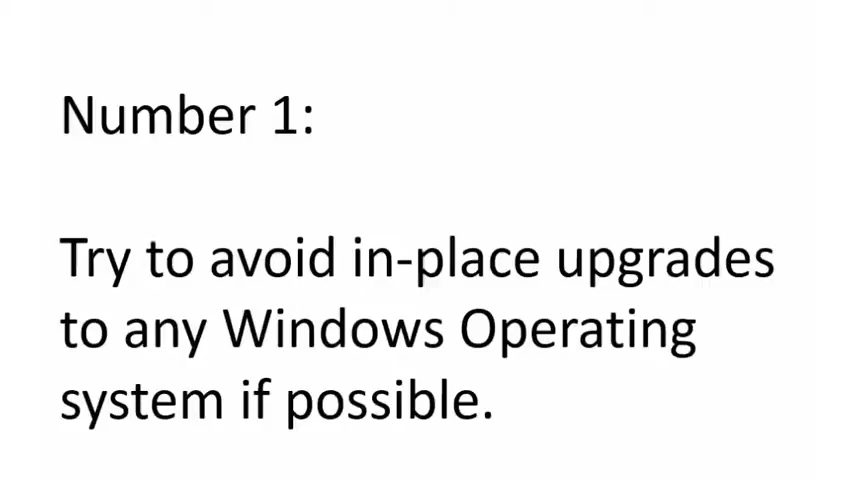 Number 1:
Try to avoid in-place upgrades
to any Windows Operating
system if possible.